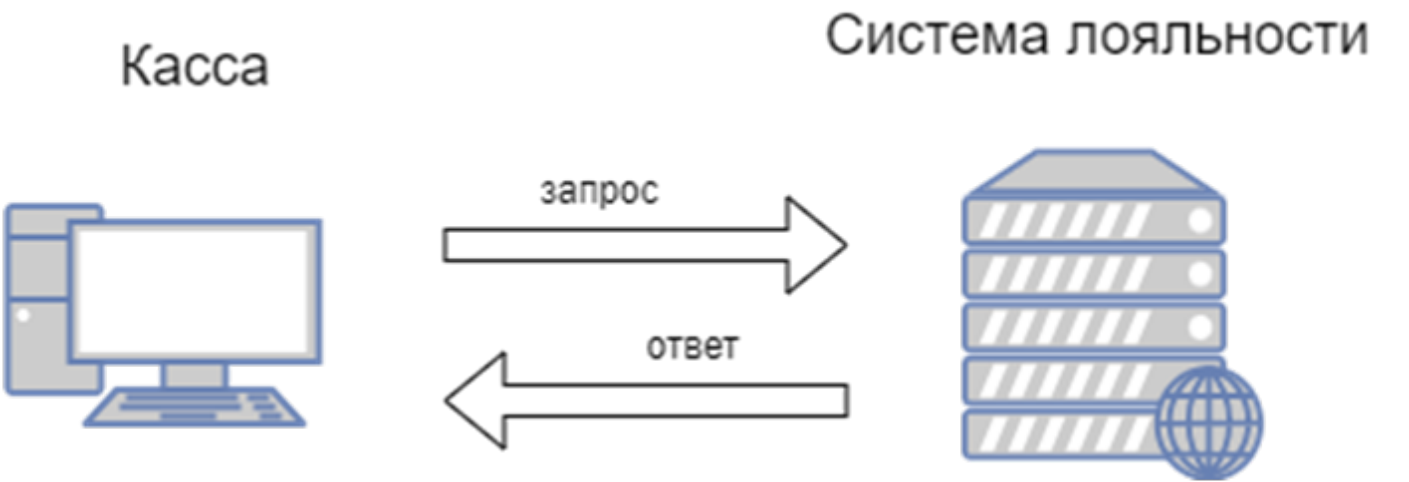 Касса
Система лояльности
запрос
ответ